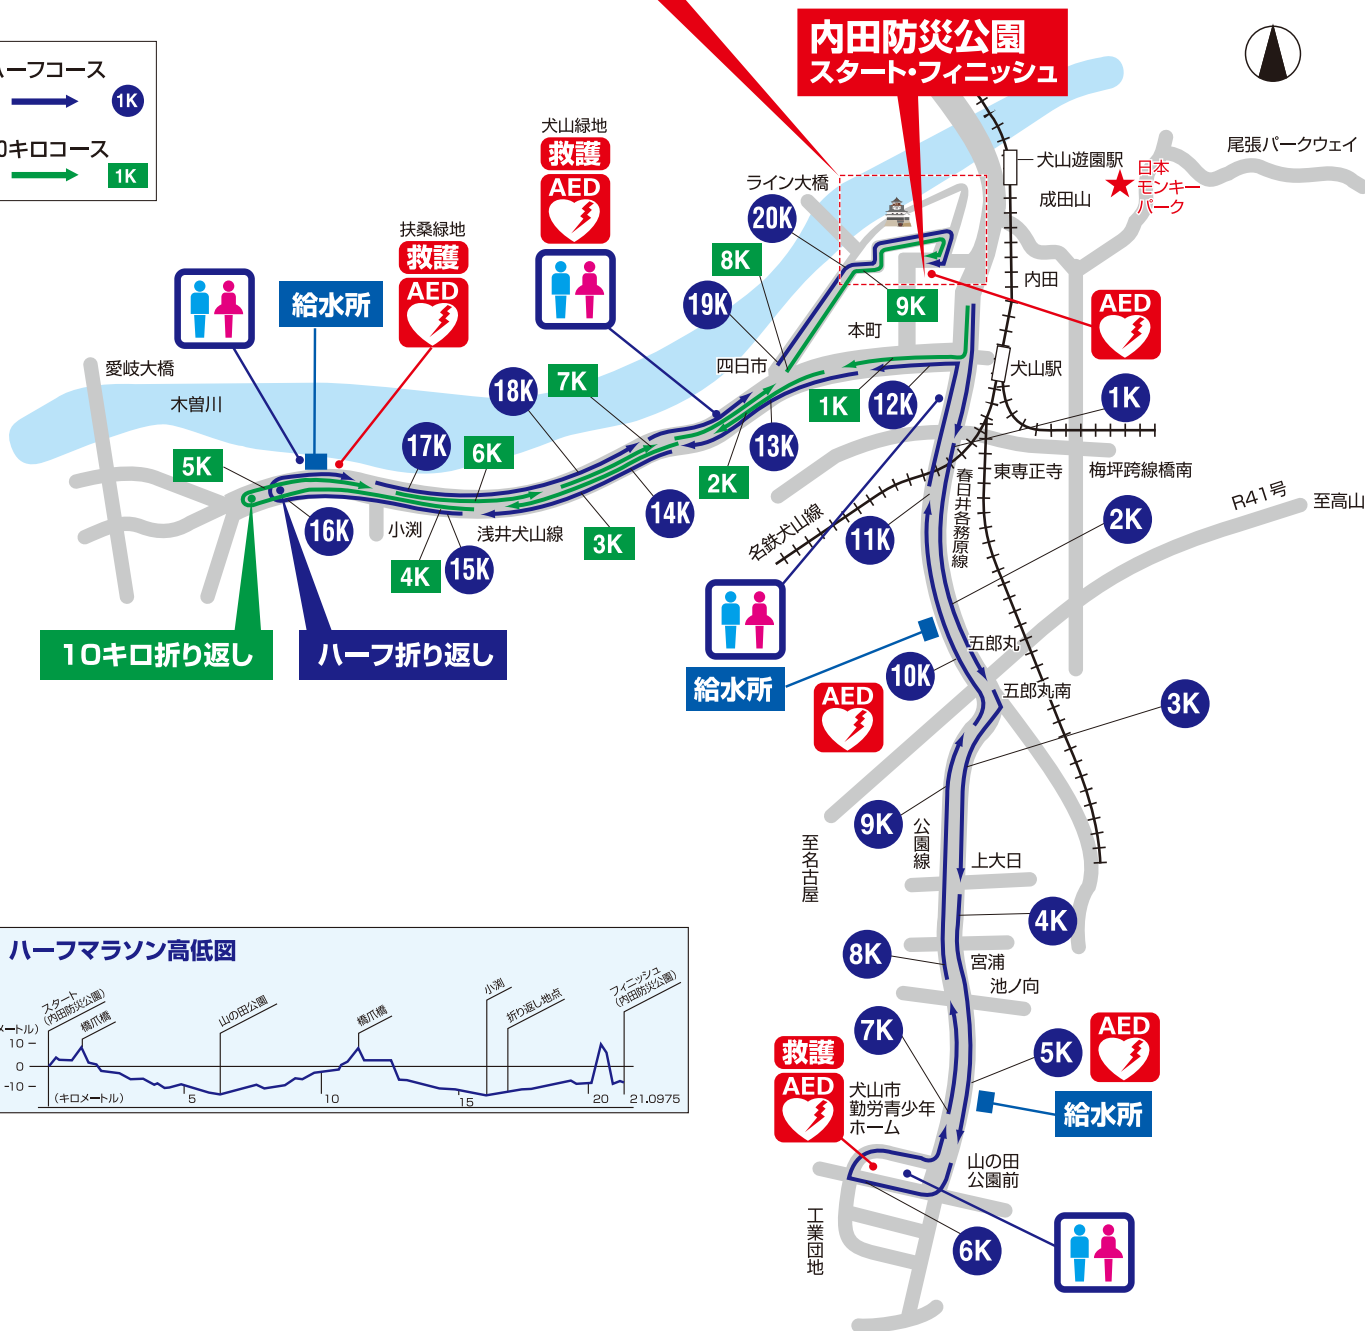 内田防災公園
スタート・フィニッシュ
ーフコース
1K
0キロコース
1K
犬山緑地
救護
AED
ライン大橋
20K
犬山遊園駅
成田山
日本
モンキー
パーク
尾張パークウェイ
扶桑緑地
救護
AED
給水所
8K
19K
9K
内田
AED
本町
四日市
犬山駅
愛岐大橋
木曽川
18K
7K
1K
12K
1K
17K
6K
13K
5K
2K
東専正寺
梅坪跨線橋南
春日井各務原線
R41号
至高山
16K
小渕
浅井犬山線
14K
3K
名鉄犬山線
11K
2K
4K
15K
10キロ折り返し
ハーフ折り返し
五郎丸
給水所
10K
AED
五郎丸南
3K
9K
公園線
至名古屋
上大日
4K
8K
宮浦
池ノ向
7K
5K
AED
救護
AED
犬山市
勤労青少年
ホーム
給水所
山の田
公園前
工業団地
6K
ハーフマラソン高低図
スタート
(内田防災公園)
橋爪橋
山の田公園
橋爪橋
小渕
折り返し地点
フィニッシュ
(内田防災公園)
メートル)
10
0
-10
(キロメートル)
5
10
15
20
21.0975